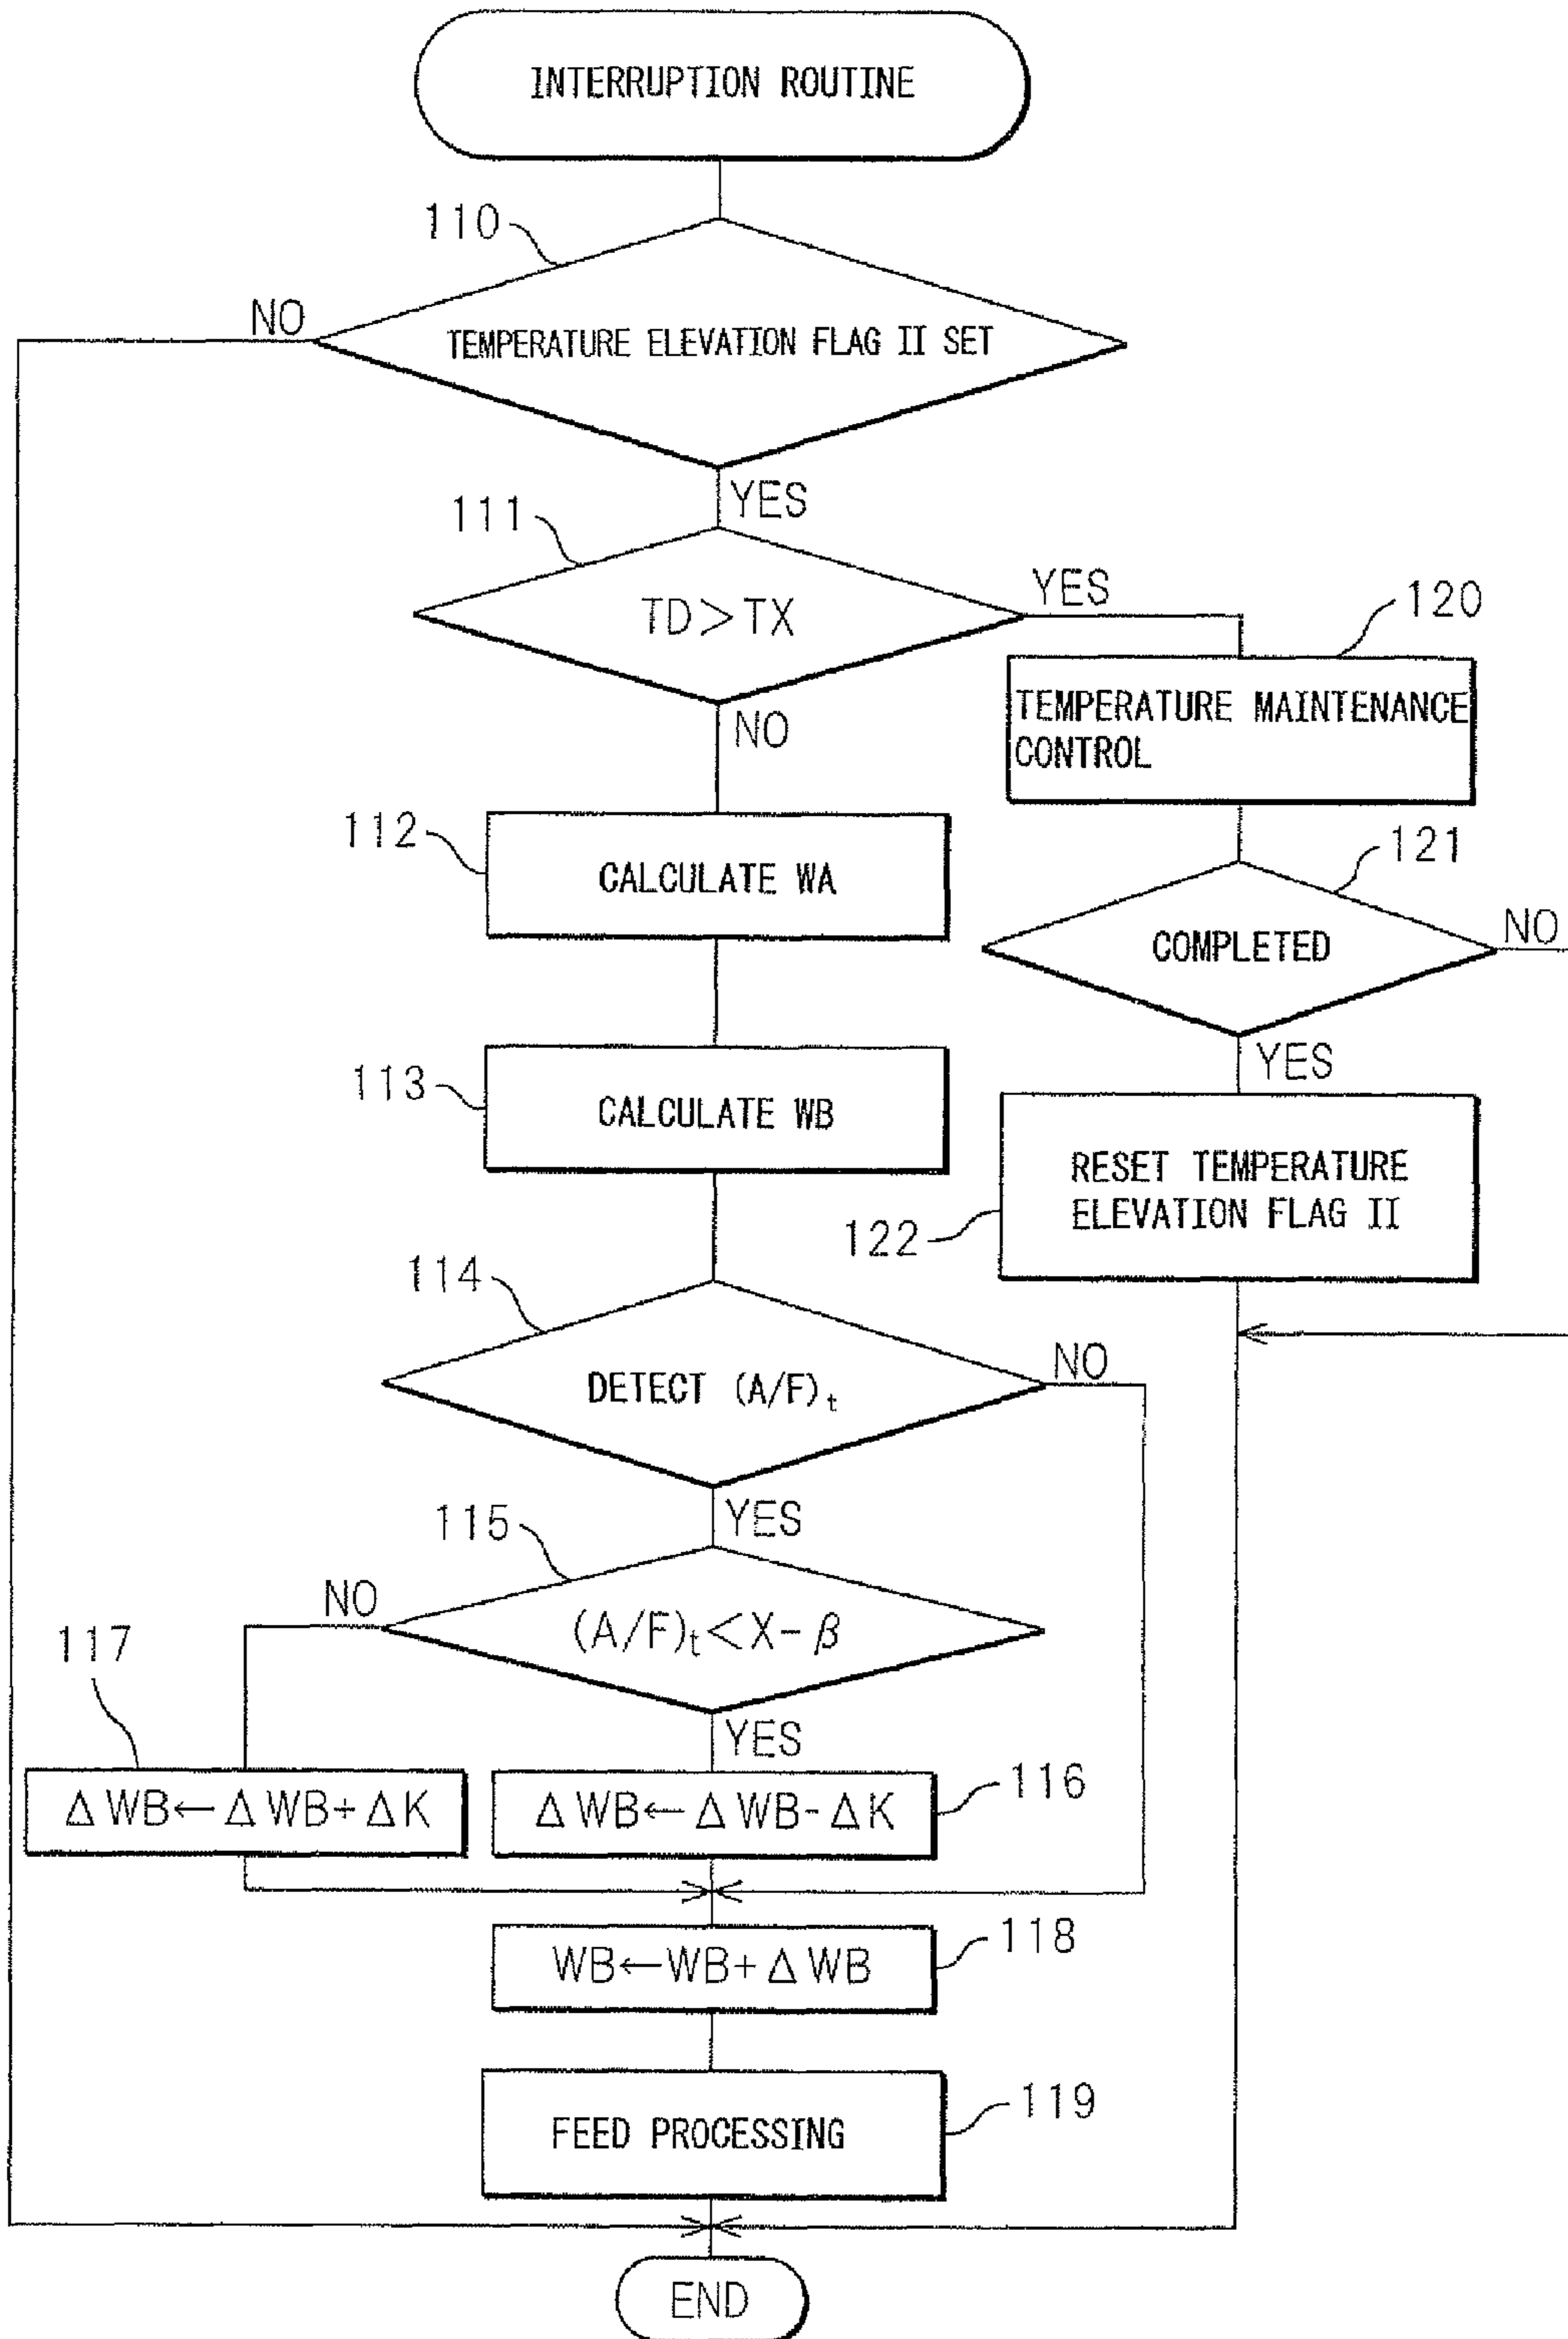 INTERRUPTION ROUTINE
110
NO
TEMPERATURE ELEVATION FLAG II SET
YES
111
TD>TX
YES
120
TEMPERATURE MAINTENANCE
CONTROL
NO
112
CALCULATE WA
121
COMPLETED
NO
YES
113
CALCULATE WB
RESET TEMPERATURE
ELEVATION FLAG II
122
114
DETECT (A/F)t
NO
YES
115
NO
(A/F)t<X-β
117
YES
ΔWB←ΔWB+ΔK
ΔWB←ΔWB-ΔK
116
WB←WB+ΔWB
118
FEED PROCESSING
119
END